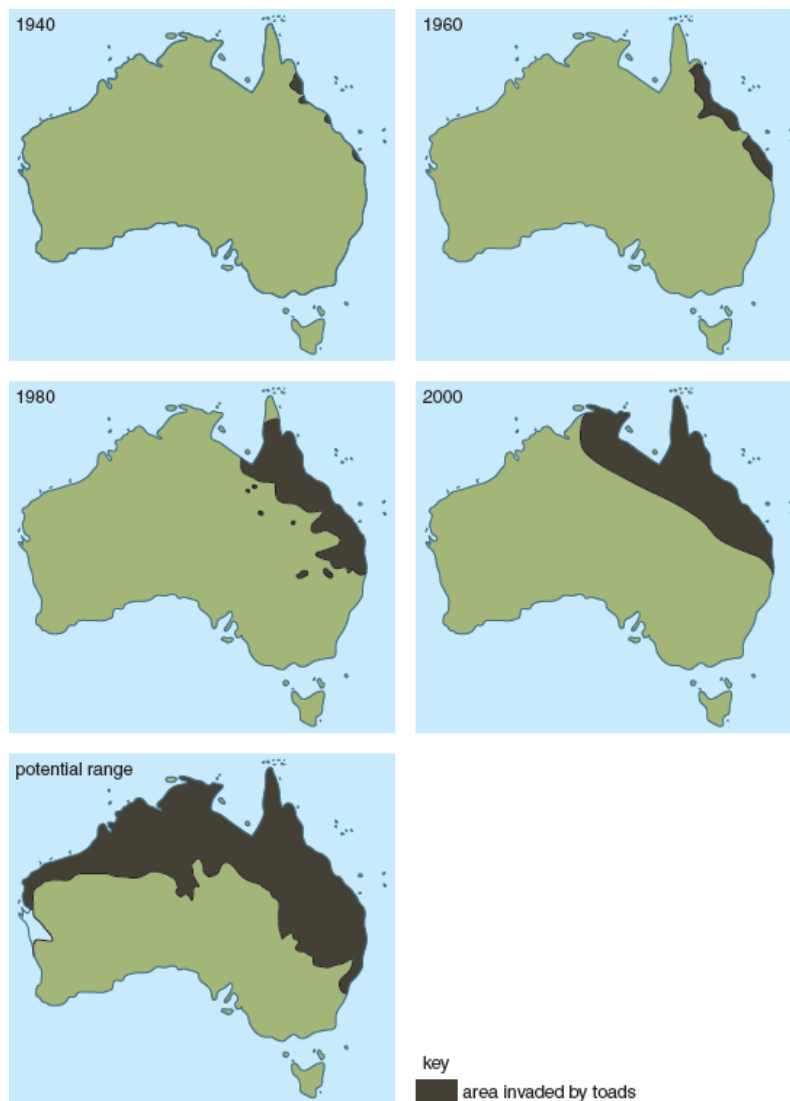 1940
1960
1980
2000
potential range
key
area invaded by toads